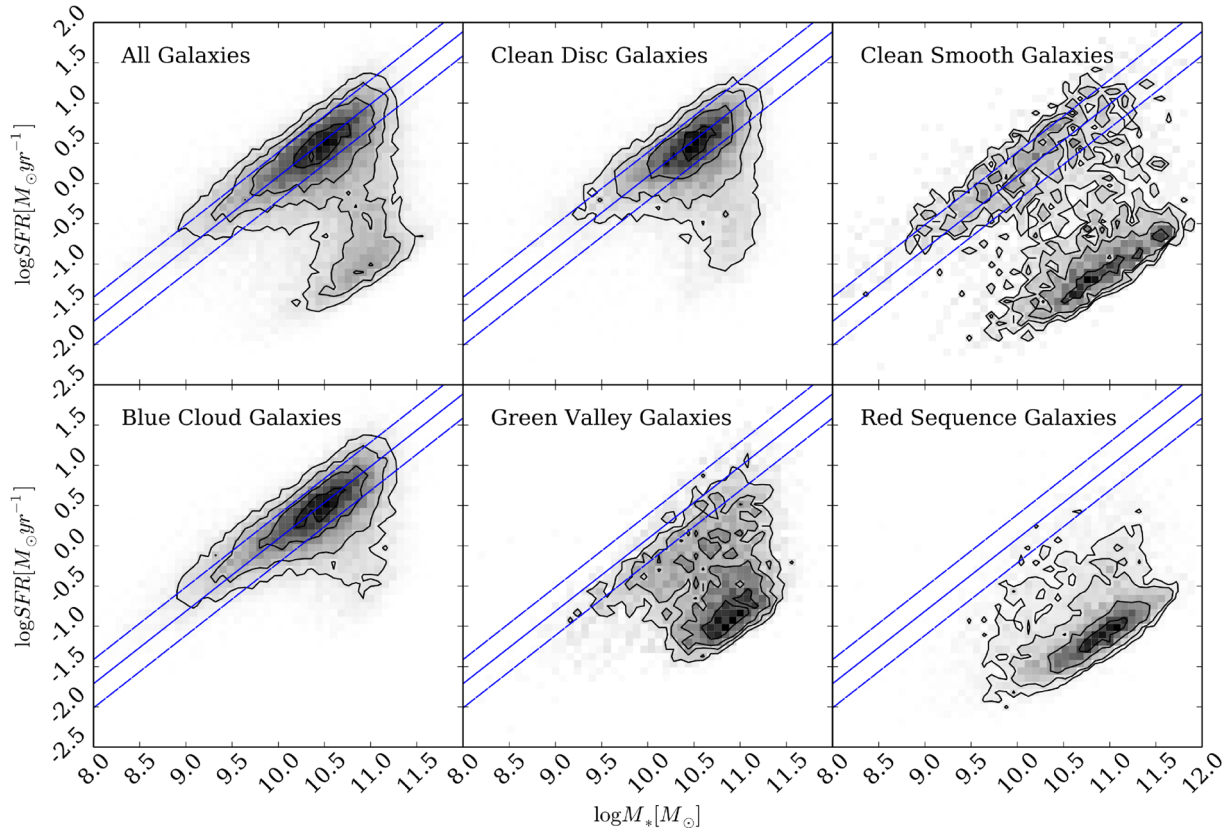 All Galaxies
Clean Disc Galaxies
Clean Smooth Galaxies
2.0
1.5
1.0
0.5
0.0
-0.5
-1.0
-1.5
-2.0
-2.5
logSFR[M⊙yr⁻¹]
Blue Cloud Galaxies
Green Valley Galaxies
Red Sequence Galaxies
1.5
1.0
0.5
0.0
-0.5
-1.0
-1.5
-2.0
-2.5
logSFR[M⊙yr⁻¹]
8.0 8.5 9.0 9.5 10.0 10.5 11.0 11.5 8.0 8.5 9.0 9.5 10.0 10.5 11.0 11.5 8.0 8.5 9.0 9.5 10.0 10.5 11.0 11.5 12.0
logM*[M⊙]